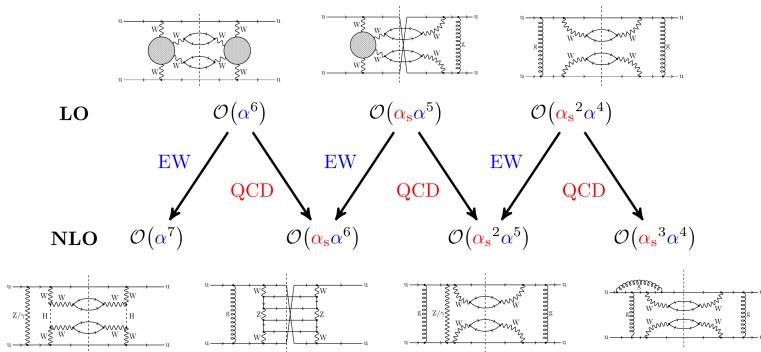 u u u u u u
W W W W g g
W W W W W W
W W W W W W
W W W W
u u u u u u
LO O(α⁶) O(αₛα⁵) O(αₛ²α⁴)
EW EW EW
QCD QCD QCD
NLO O(α⁷) O(αₛα⁶) O(αₛ²α⁵) O(αₛ³α⁴)
u u u u u u g
W W W W u u
Z/γ W W g Z Z g Z/γ W W g W W g
H H
W W W W W W W W
u u u u u u u u